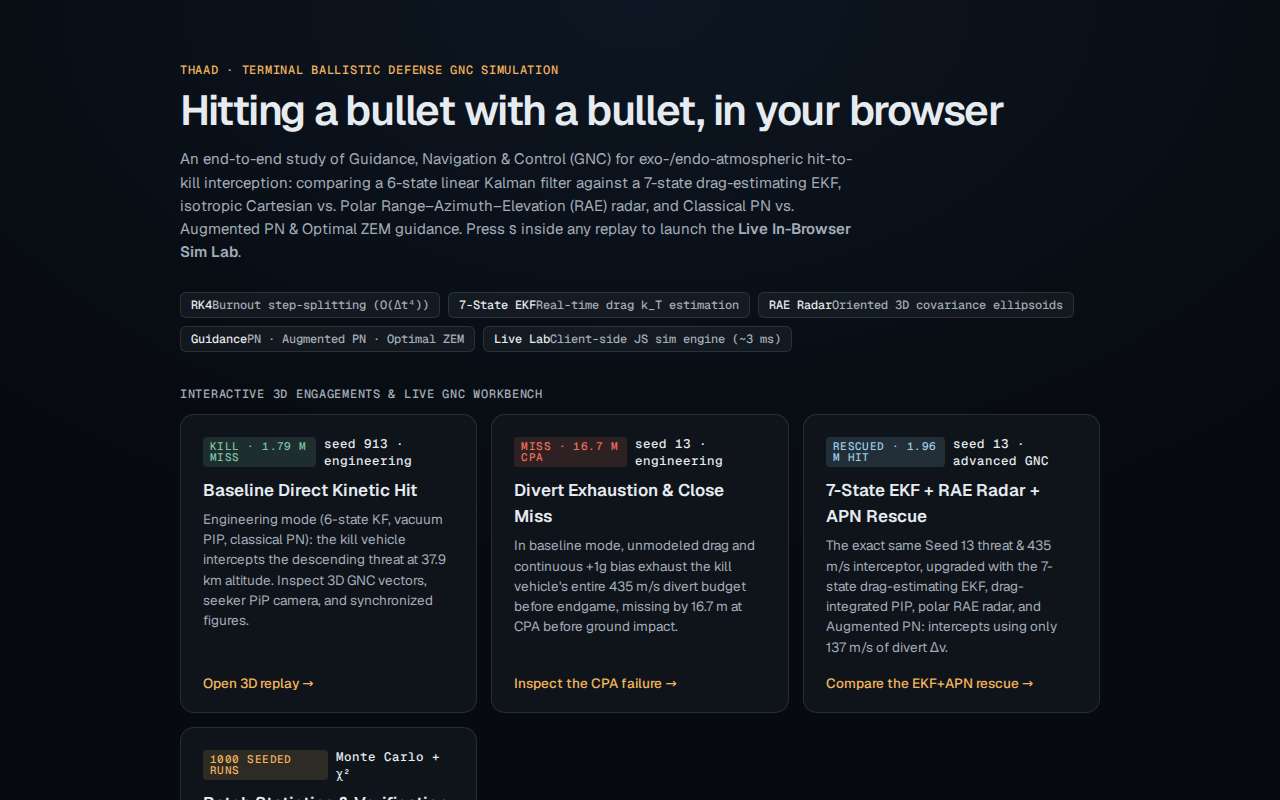 THAAD · TERMINAL BALLISTIC DEFENSE GNC SIMULATION
Hitting a bullet with a bullet, in your browser
An end-to-end study of Guidance, Navigation & Control (GNC) for exo-/endo-atmospheric hit-to-
kill interception: comparing a 6-state linear Kalman filter against a 7-state drag-estimating EKF,
isotropic Cartesian vs. Polar Range–Azimuth–Elevation (RAE) radar, and Classical PN vs.
Augmented PN & Optimal ZEM guidance. Press S inside any replay to launch the Live In-Browser
Sim Lab.
RK4Burnout step-splitting (O(Δt⁴))
7-State EKFReal-time drag k_T estimation
RAE RadarOriented 3D covariance ellipsoids
GuidancePN · Augmented PN · Optimal ZEM
Live LabClient-side JS sim engine (~3 ms)
INTERACTIVE 3D ENGAGEMENTS & LIVE GNC WORKBENCH
KILL · 1.79 M
MISS
seed 913 ·
engineering
Baseline Direct Kinetic Hit
Engineering mode (6-state KF, vacuum
PIP, classical PN): the kill vehicle
intercepts the descending threat at 37.9
km altitude. Inspect 3D GNC vectors,
seeker PiP camera, and synchronized
figures.
Open 3D replay →
MISS · 16.7 M
CPA
seed 13 ·
engineering
Divert Exhaustion & Close
Miss
In baseline mode, unmodeled drag and
continuous +1g bias exhaust the kill
vehicle's entire 435 m/s divert budget
before endgame, missing by 16.7 m at
CPA before ground impact.
Inspect the CPA failure →
RESCUED · 1.96
M HIT
seed 13 ·
advanced GNC
7-State EKF + RAE Radar +
APN Rescue
The exact same Seed 13 threat & 435
m/s interceptor, upgraded with the 7-
state drag-estimating EKF, drag-
integrated PIP, polar RAE radar, and
Augmented PN: intercepts using only
137 m/s of divert Δv.
Compare the EKF+APN rescue →
1000 SEEDED
RUNS
Monte Carlo +
χ²
Batch Statistics & Verification